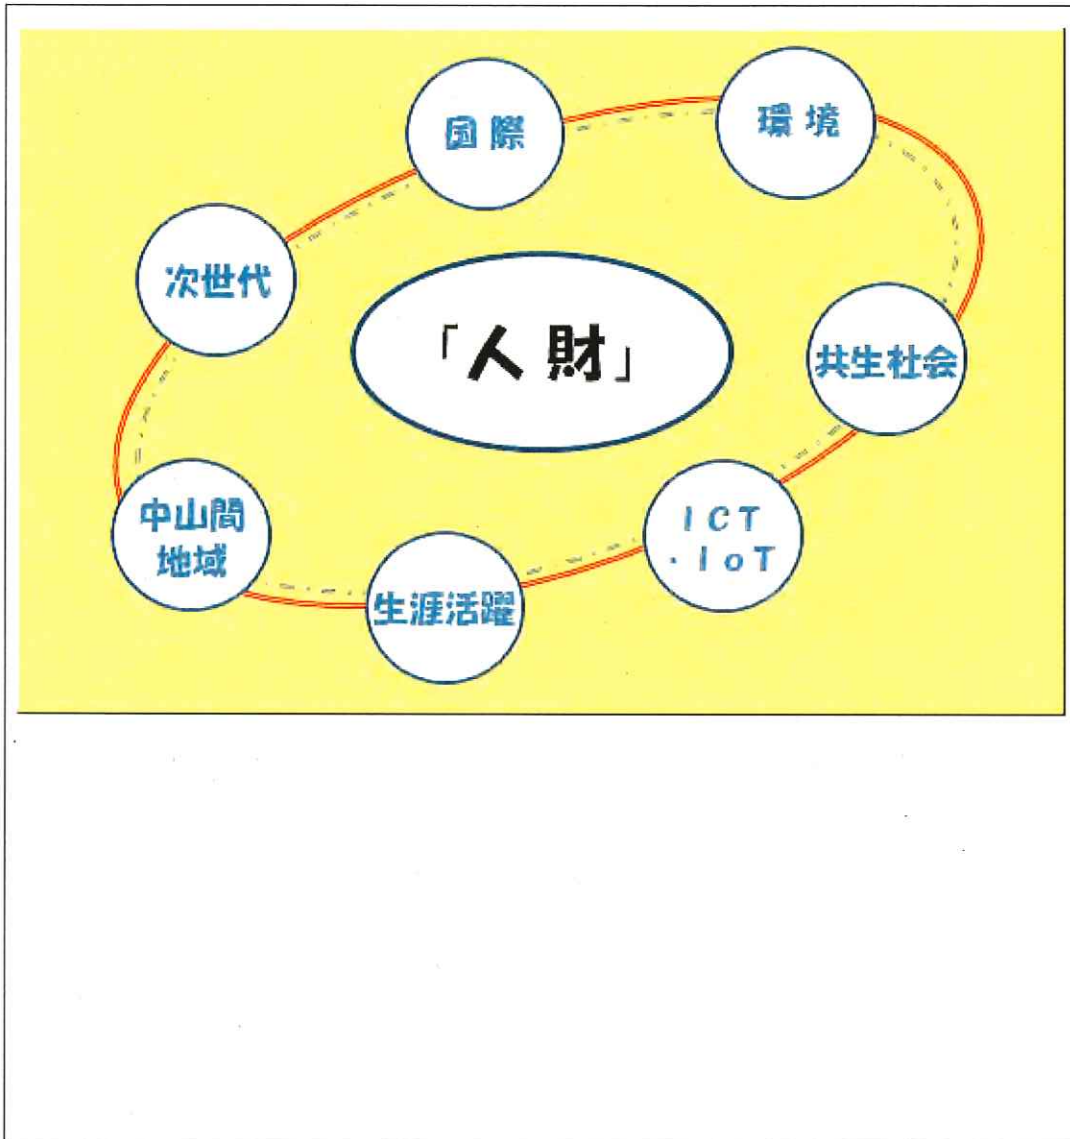 国際
環境
次世代
「人財」
共生社会
中山間
地域
生涯活躍
ICT
・IoT